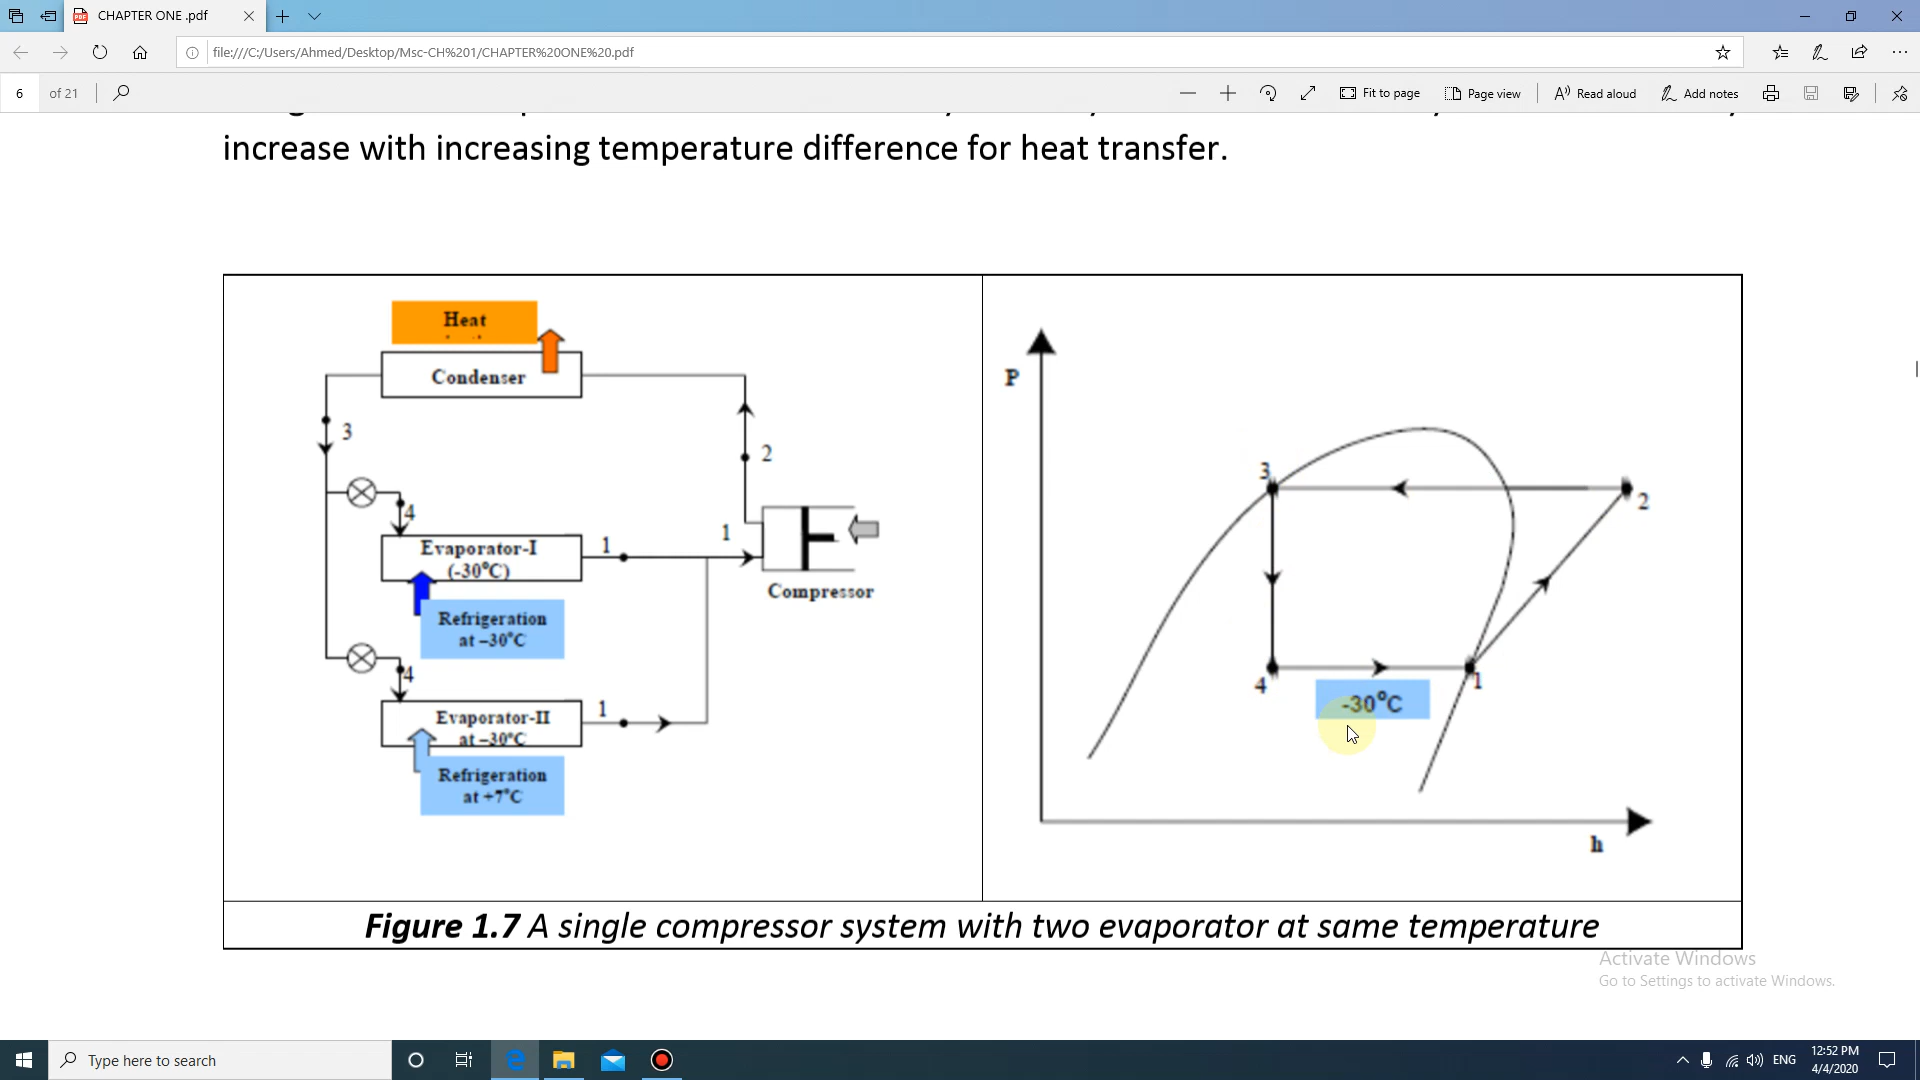 CHAPTER ONE .pdf
file:///C:/Users/Ahmed/Desktop/Msc-CH%201/CHAPTER%20ONE%20.pdf
6 of 21
Fit to page
Page view
Read aloud
Add notes
increase with increasing temperature difference for heat transfer.
Heat
Condenser
3
2
4
Evaporator-I
(-30°C)
1
1
Compressor
Refrigeration
at –30°C
4
Evaporator-II
at –30°C
1
Refrigeration
at +7°C
P
3
2
4
1
-30°C
h
Figure 1.7 A single compressor system with two evaporator at same temperature
Activate Windows
Go to Settings to activate Windows.
Type here to search
ENG
12:52 PM
4/4/2020